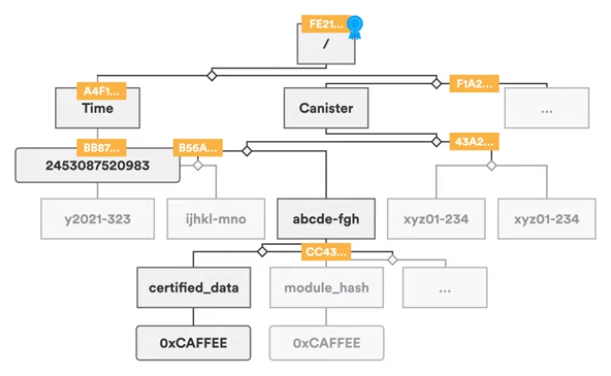 FE21...
/
A4F1...
F1A2...
Time
Canister
...
BB87...
B56A...
43A2...
2453087520983
y2021-323
ijhkl-mno
abcde-fgh
xyz01-234
xyz01-234
CC43...
certified_data
module_hash
...
0xCAFFEE
0xCAFFEE